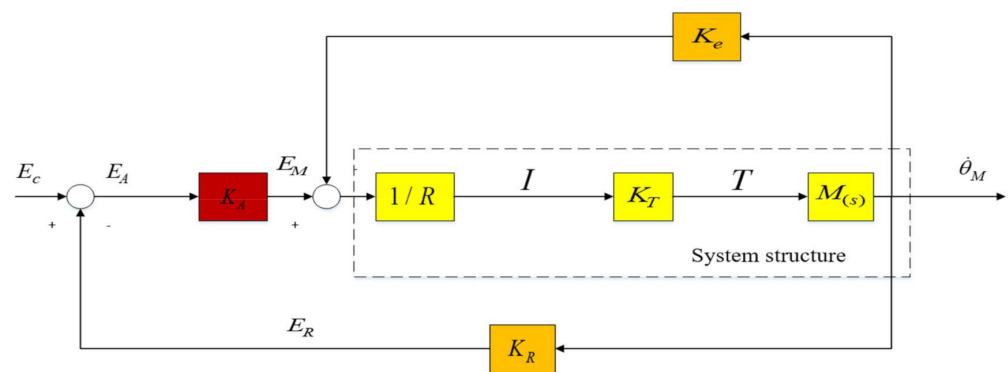 K_e
E_c
E_A
K_A
E_M
-
1 / R
I
K_T
T
M_(s)
θ̇_M
+
-
+
System structure
E_R
K_R